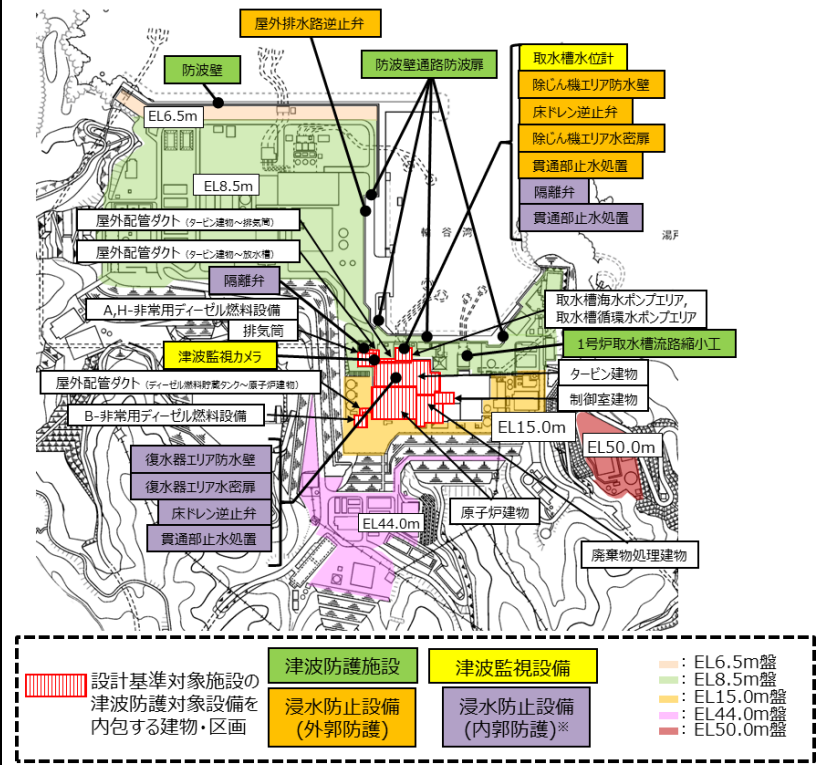 屋外排水路逆止弁
防波壁
防波壁通路防波扉
取水槽水位計
除じん機エリア防水壁
床ドレン逆止弁
除じん機エリア水密扉
貫通部止水処置
隔離弁
貫通部止水処置
EL6.5m
EL8.5m
屋外配管ダクト（タービン建物～排気筒）
屋外配管ダクト（タービン建物～放水槽）
輪谷湾
隔離弁
A,H-非常用ディーゼル燃料設備
排気筒
津波監視カメラ
屋外配管ダクト（ディーゼル燃料貯蔵タンク～原子炉建物）
B-非常用ディーゼル燃料設備
取水槽海水ポンプエリア,
取水槽循環水ポンプエリア
1号炉取水槽流路縮小工
タービン建物
制御室建物
EL15.0m
EL50.0m
復水器エリア防水壁
復水器エリア水密扉
床ドレン逆止弁
貫通部止水処置
EL44.0m
原子炉建物
廃棄物処理建物
設計基準対象施設の
津波防護対象設備を
内包する建物・区画
津波防護施設
津波監視設備
浸水防止設備
(外郭防護)
浸水防止設備
(内郭防護)※
：EL6.5m盤
：EL8.5m盤
：EL15.0m盤
：EL44.0m盤
：EL50.0m盤